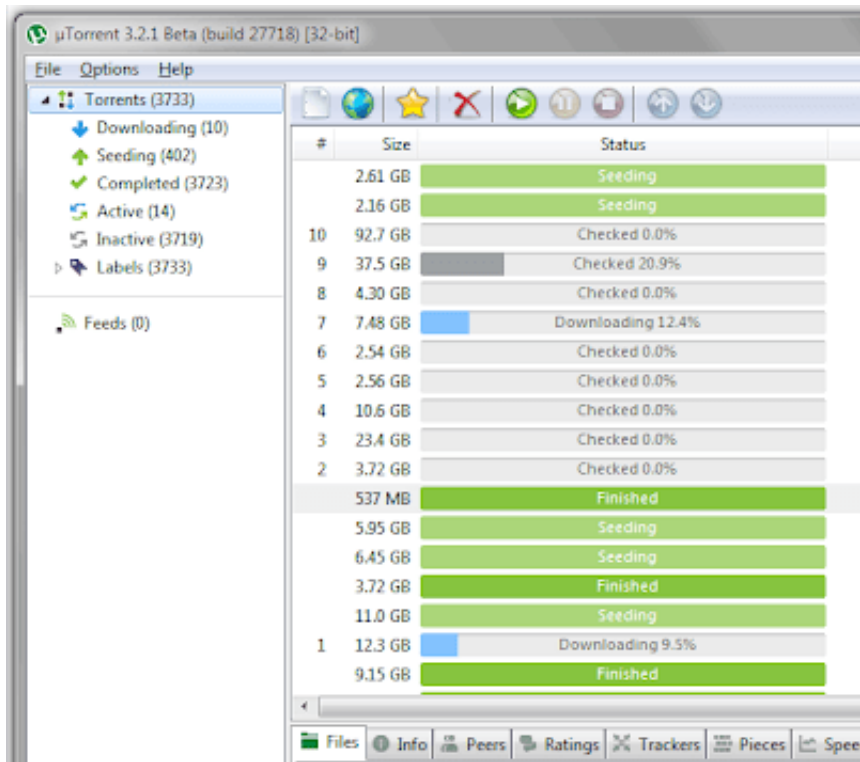 µTorrent 3.2.1 Beta (build 27718) [32-bit]
File Options Help
Torrents (3733)
Downloading (10)
Seeding (402)
Completed (3723)
Active (14)
Inactive (3719)
Labels (3733)
Feeds (0)
# Size Status
2.61 GB Seeding
2.16 GB Seeding
10 92.7 GB Checked 0.0%
9 37.5 GB Checked 20.9%
8 4.30 GB Checked 0.0%
7 7.48 GB Downloading 12.4%
6 2.54 GB Checked 0.0%
5 2.56 GB Checked 0.0%
4 10.6 GB Checked 0.0%
3 23.4 GB Checked 0.0%
2 3.72 GB Checked 0.0%
537 MB Finished
5.95 GB Seeding
6.45 GB Seeding
3.72 GB Finished
11.0 GB Seeding
1 12.3 GB Downloading 9.5%
9.15 GB Finished
Files Info Peers Ratings Trackers Pieces Spee